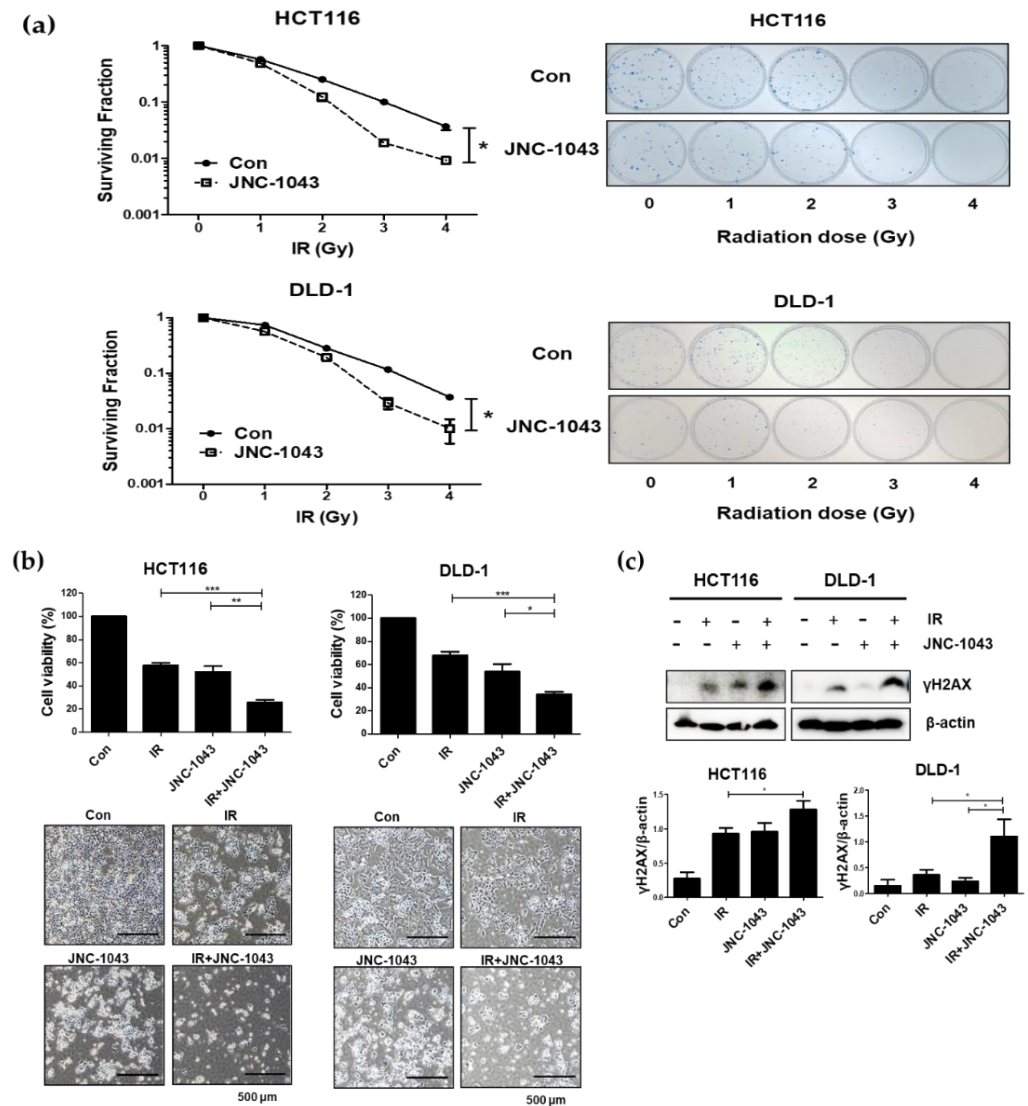 (a)
HCT116
Surviving Fraction
1
0.1
0.01
0.001
Con
JNC-1043
*
0 1 2 3 4
IR (Gy)
HCT116
Con
JNC-1043
0 1 2 3 4
Radiation dose (Gy)
DLD-1
Surviving Fraction
1
0.1
0.01
0.001
Con
JNC-1043
*
0 1 2 3 4
IR (Gy)
DLD-1
Con
JNC-1043
0 1 2 3 4
Radiation dose (Gy)
(b)
HCT116
Cell viability (%)
120
100
80
60
40
20
0
***
**
Con IR JNC-1043 IR+JNC-1043
DLD-1
Cell viability (%)
120
100
80
60
40
20
0
***
*
Con IR JNC-1043 IR+JNC-1043
Con IR
JNC-1043 IR+JNC-1043
500 µm
Con IR
JNC-1043 IR+JNC-1043
500 µm
(c)
HCT116 DLD-1
- + - + - + - + IR
- - + + - - + + JNC-1043
γH2AX
β-actin
HCT116
γH2AX/β-actin
1.5
1.0
0.5
0.0
*
Con IR JNC-1043 IR+JNC-1043
DLD-1
γH2AX/β-actin
2.0
1.5
1.0
0.5
0.0
*
*
Con IR JNC-1043 IR+JNC-1043